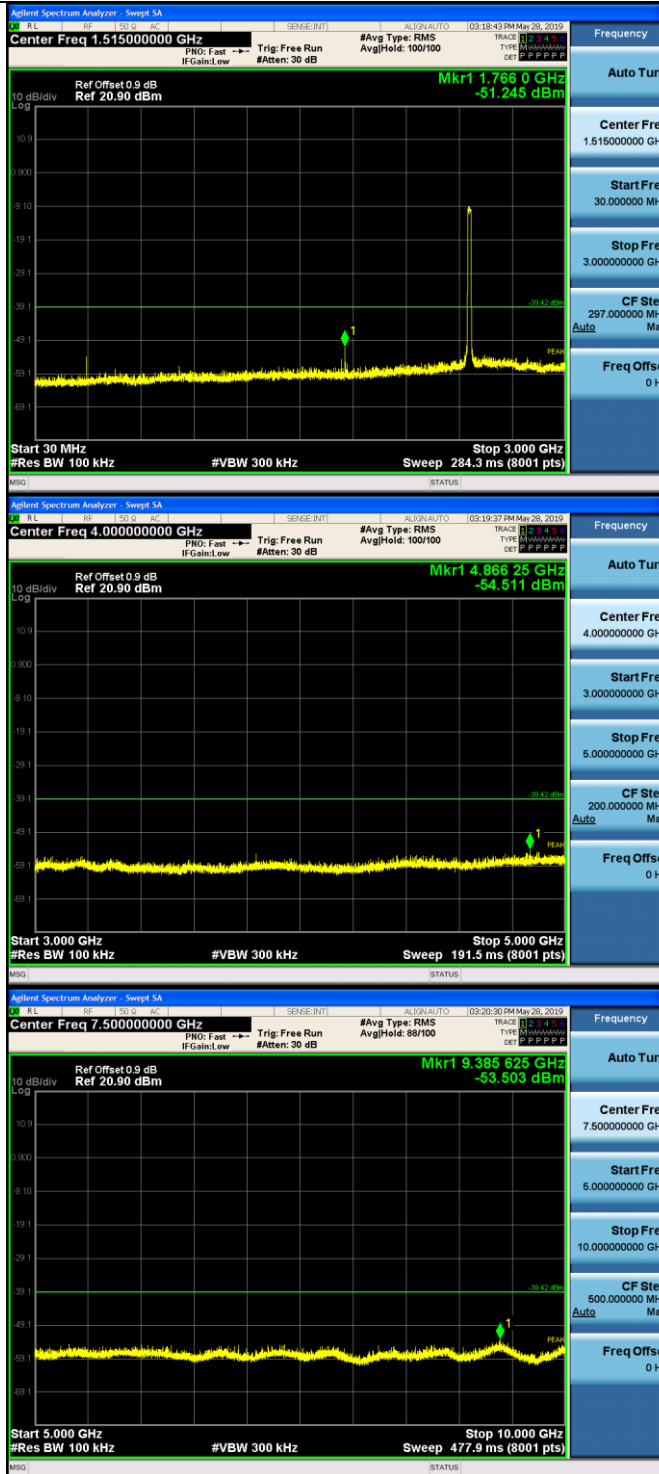 Agilent Spectrum Analyzer - Swept SA
RL RF 50 Ω AC SENSE:INT ALIGNAUTO 03:18:43 PM May 28, 2019
Center Freq 1.515000000 GHz
PNO: Fast
IFGain:Low
Trig: Free Run
#Atten: 30 dB
#Avg Type: RMS
Avg|Hold: 100/100
TRACE 1 2 3 4 5 6
TYPE M
DET P P P P P P
Frequency
Auto Tun
Center Fre
1.515000000 GH
Start Fre
30.000000 MH
Stop Fre
3.000000000 GH
CF Ste
297.000000 MH
Auto Ma
Freq Offse
0 H
Mkr1 1.766 0 GHz
-51.245 dBm
Ref Offset 0.9 dB
10 dB/div Ref 20.90 dBm
Log
10.9
0.900
-9.10
-19.1
-29.1
-39.1
-49.1
-59.1
-69.1
-39.42 dBm
1
PEAK
Start 30 MHz Stop 3.000 GHz
#Res BW 100 kHz #VBW 300 kHz Sweep 284.3 ms (8001 pts)
MSG STATUS
Agilent Spectrum Analyzer - Swept SA
RL RF 50 Ω AC SENSE:INT ALIGNAUTO 03:19:37 PM May 28, 2019
Center Freq 4.000000000 GHz
PNO: Fast
IFGain:Low
Trig: Free Run
#Atten: 30 dB
#Avg Type: RMS
Avg|Hold: 100/100
TRACE 1 2 3 4 5 6
TYPE M
DET P P P P P P
Frequency
Auto Tun
Center Fre
4.000000000 GH
Start Fre
3.000000000 GH
Stop Fre
5.000000000 GH
CF Ste
200.000000 MH
Auto Ma
Freq Offse
0 H
Mkr1 4.866 25 GHz
-54.511 dBm
Ref Offset 0.9 dB
10 dB/div Ref 20.90 dBm
Log
10.9
0.900
-9.10
-19.1
-29.1
-39.1
-49.1
-59.1
-69.1
-39.42 dBm
1
PEAK
Start 3.000 GHz Stop 5.000 GHz
#Res BW 100 kHz #VBW 300 kHz Sweep 191.5 ms (8001 pts)
MSG STATUS
Agilent Spectrum Analyzer - Swept SA
RL RF 50 Ω AC SENSE:INT ALIGNAUTO 03:20:30 PM May 28, 2019
Center Freq 7.500000000 GHz
PNO: Fast
IFGain:Low
Trig: Free Run
#Atten: 30 dB
#Avg Type: RMS
Avg|Hold: 88/100
TRACE 1 2 3 4 5 6
TYPE M
DET P P P P P P
Frequency
Auto Tun
Center Fre
7.500000000 GH
Start Fre
5.000000000 GH
Stop Fre
10.000000000 GH
CF Ste
500.000000 MH
Auto Ma
Freq Offse
0 H
Mkr1 9.385 625 GHz
-53.503 dBm
Ref Offset 0.9 dB
10 dB/div Ref 20.90 dBm
Log
10.9
0.900
-9.10
-19.1
-29.1
-39.1
-49.1
-59.1
-69.1
-39.42 dBm
1
PEAK
Start 5.000 GHz Stop 10.000 GHz
#Res BW 100 kHz #VBW 300 kHz Sweep 477.9 ms (8001 pts)
MSG STATUS